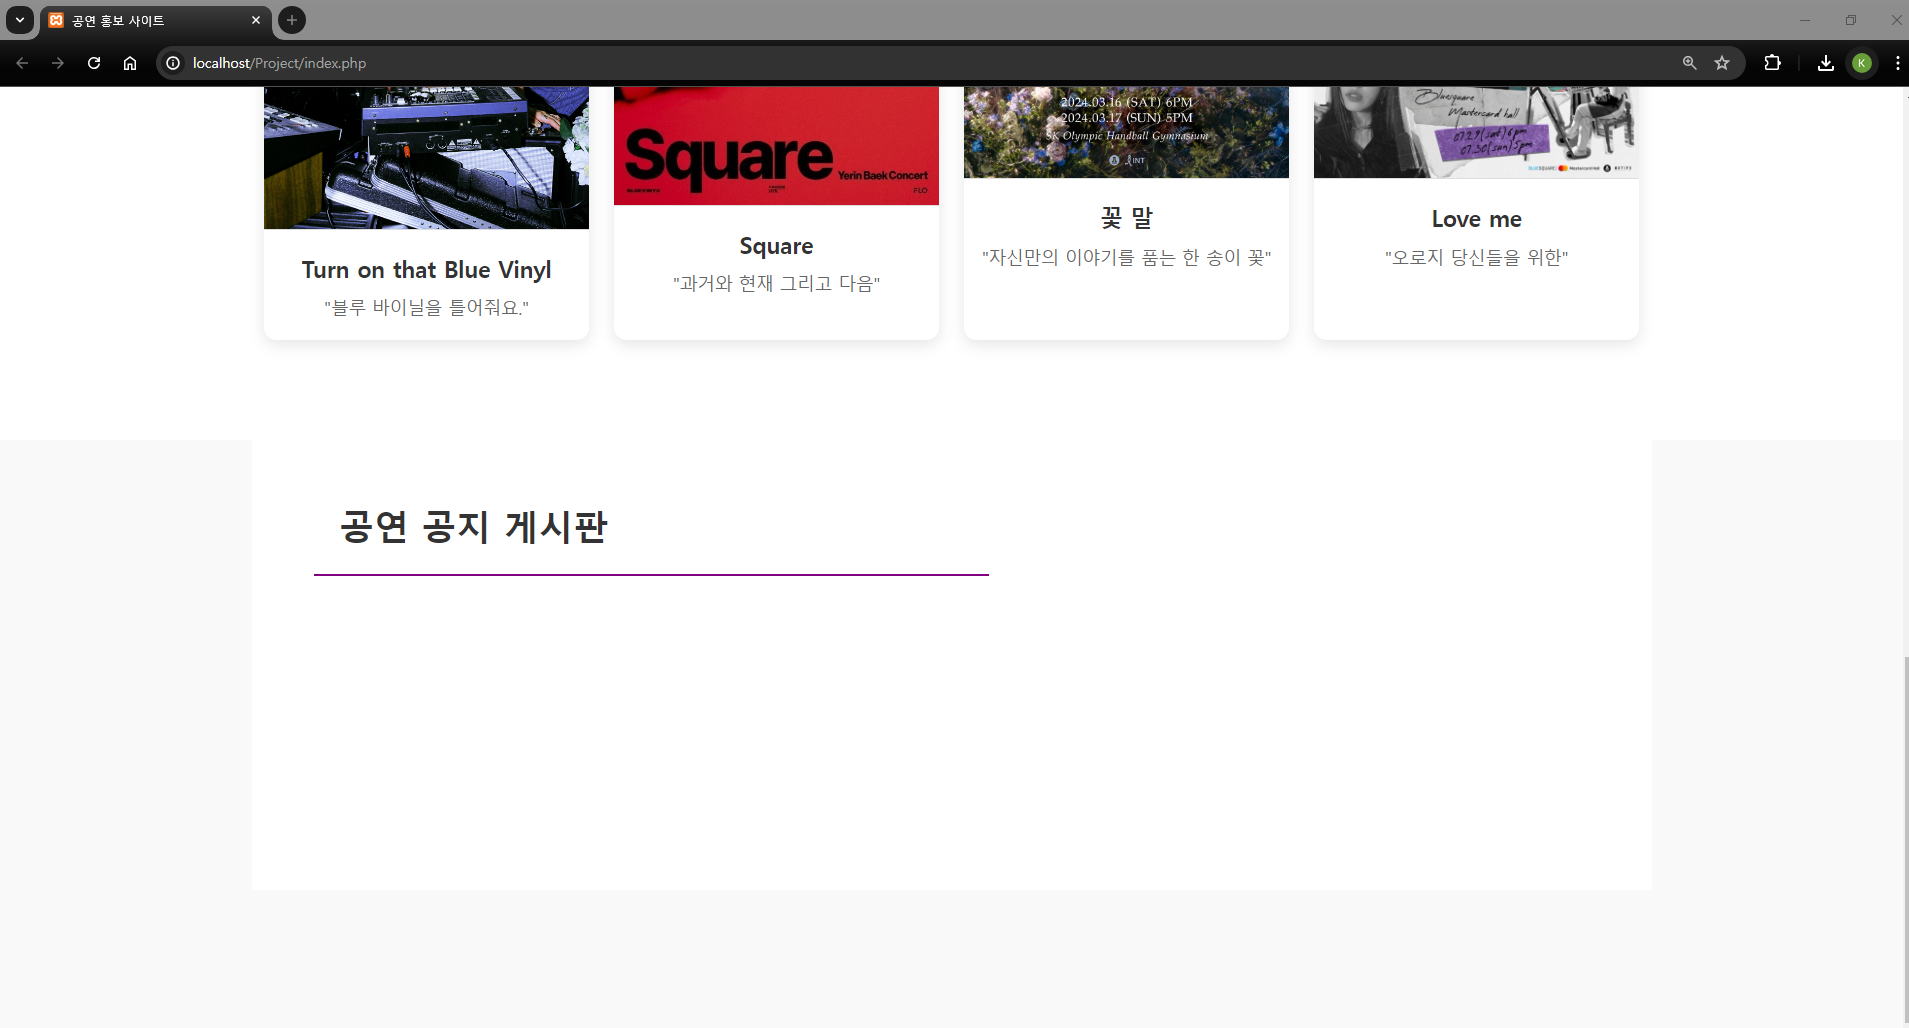 공연 홍보 사이트
localhost/Project/index.php
K
Square
Yerin Baek Concert
FLO
2024.03.16 (SAT) 6PM
2024.03.17 (SUN) 5PM
SK Olympic Handball Gymnasium
INT
Bluesquare
Mastercard hall
07.29(sat) 6pm
07.30(sun) 5pm
Turn on that Blue Vinyl
"블루 바이닐을 틀어줘요."
Square
"과거와 현재 그리고 다음"
꽃 말
"자신만의 이야기를 품는 한 송이 꽃"
Love me
"오로지 당신들을 위한"
공연 공지 게시판